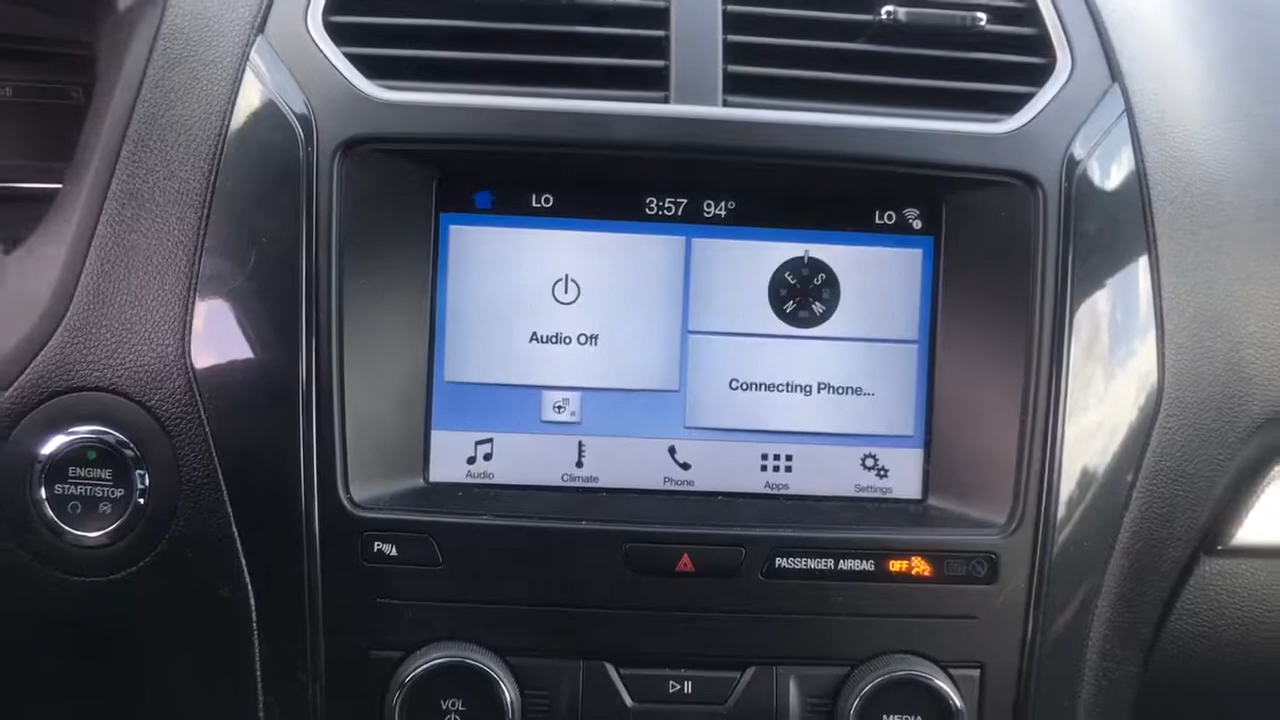 LO
3:57 94°
LO
Audio Off
E S
N W
Connecting Phone...
Audio
Climate
Phone
Apps
Settings
ENGINE
START/STOP
P
PASSENGER AIRBAG OFF
VOL
MEDIA